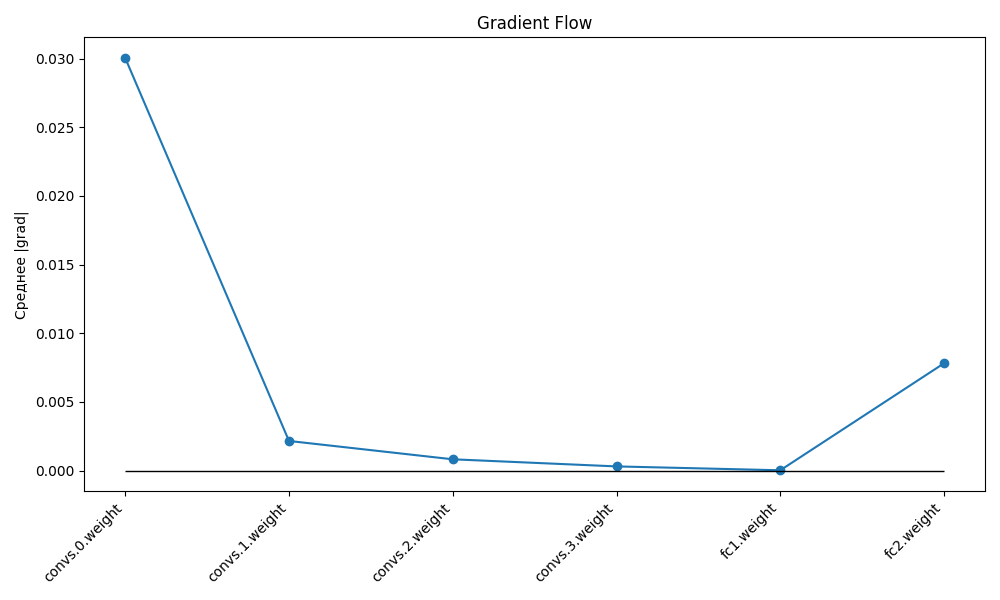 Gradient Flow
Среднее |grad|
0.030
0.025
0.020
0.015
0.010
0.005
0.000
convs.0.weight
convs.1.weight
convs.2.weight
convs.3.weight
fc1.weight
fc2.weight